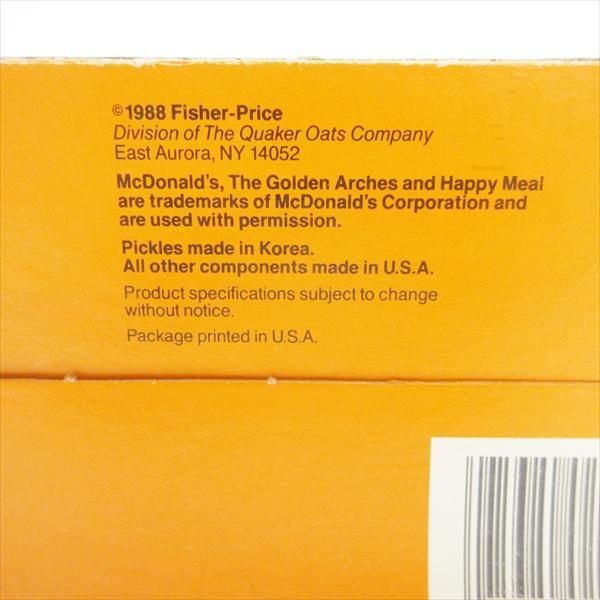 ©1988 Fisher-Price
Division of The Quaker Oats Company
East Aurora, NY 14052
McDonald's, The Golden Arches and Happy Meal
are trademarks of McDonald's Corporation and
are used with permission.
Pickles made in Korea.
All other components made in U.S.A.
Product specifications subject to change
without notice.
Package printed in U.S.A.